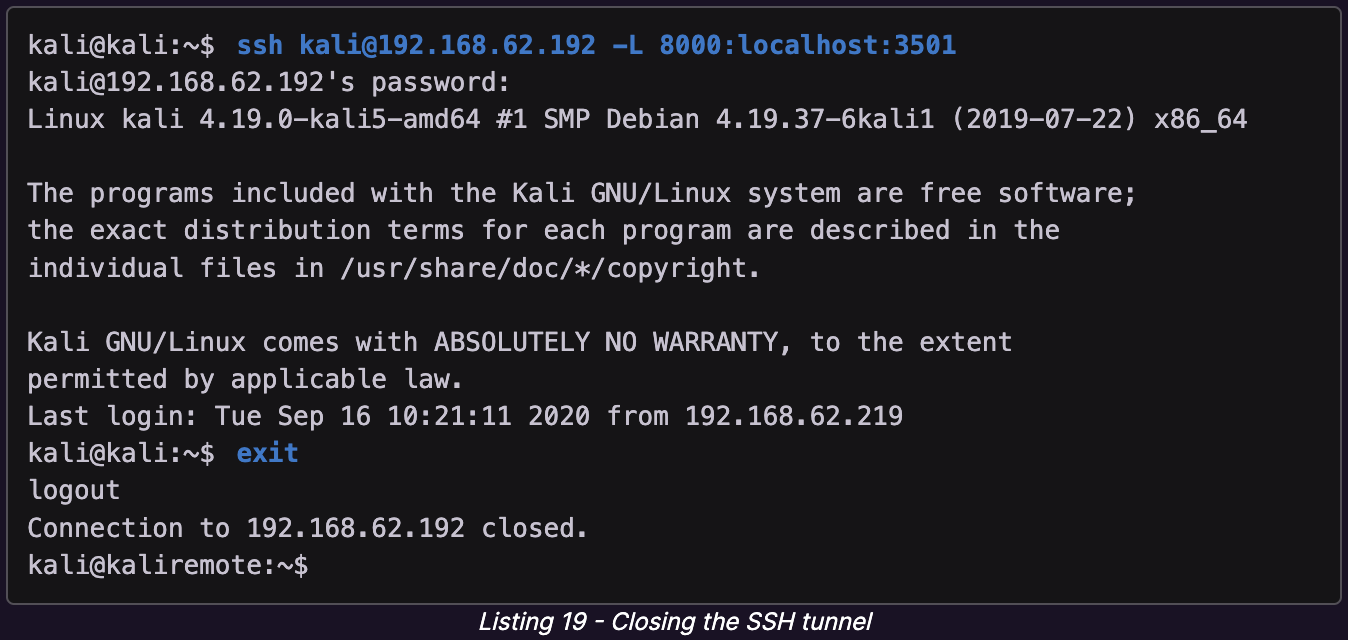 kali@kali:~$ ssh kali@192.168.62.192 -L 8000:localhost:3501
kali@192.168.62.192's password:
Linux kali 4.19.0-kali5-amd64 #1 SMP Debian 4.19.37-6kali1 (2019-07-22) x86_64
The programs included with the Kali GNU/Linux system are free software;
the exact distribution terms for each program are described in the
individual files in /usr/share/doc/*/copyright.
Kali GNU/Linux comes with ABSOLUTELY NO WARRANTY, to the extent
permitted by applicable law.
Last login: Tue Sep 16 10:21:11 2020 from 192.168.62.219
kali@kali:~$ exit
logout
Connection to 192.168.62.192 closed.
kali@kaliremote:~$
Listing 19 - Closing the SSH tunnel